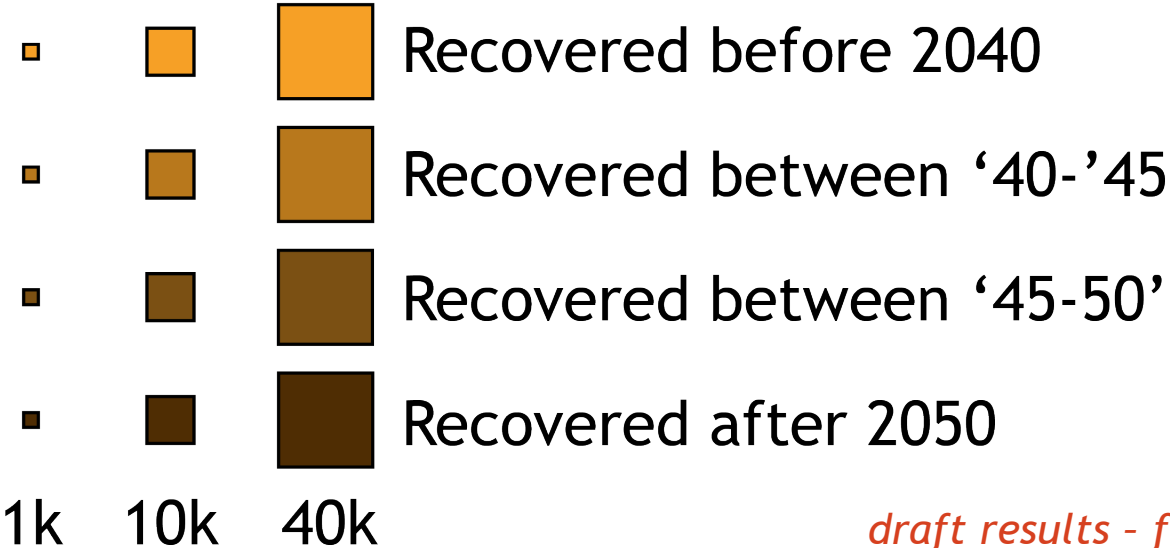 Recovered before 2040
Recovered between ‘40-’45
Recovered between ‘45-50’
Recovered after 2050
1k 10k 40k
draft results – f